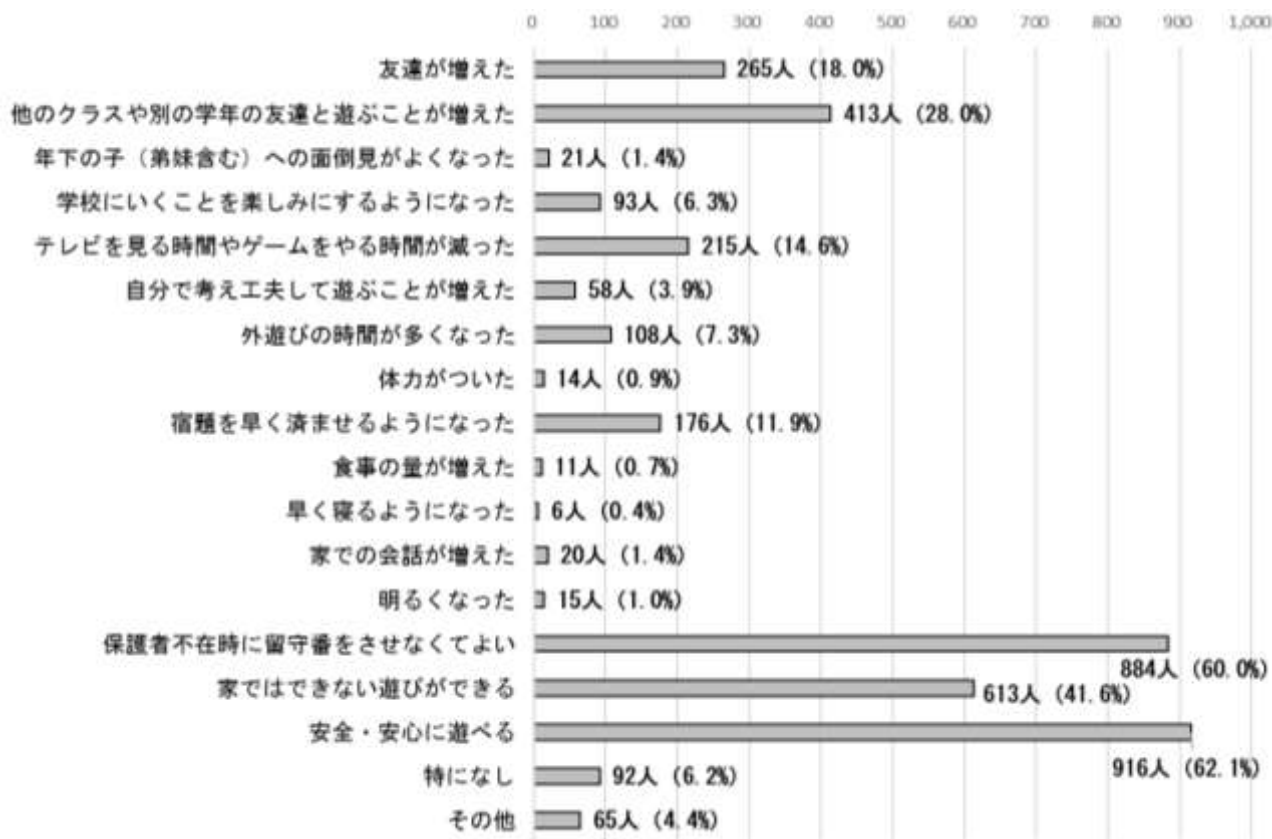 0 100 200 300 400 500 600 700 800 900 1,000
友達が増えた 265人 (18.0%)
他のクラスや別の学年の友達と遊ぶことが増えた 413人 (28.0%)
年下の子（弟妹含む）への面倒見がよくなった 21人 (1.4%)
学校にいくことを楽しみにするようになった 93人 (6.3%)
テレビを見る時間やゲームをやる時間が減った 215人 (14.6%)
自分で考え工夫して遊ぶことが増えた 58人 (3.9%)
外遊びの時間が多くなった 108人 (7.3%)
体力がついた 14人 (0.9%)
宿題を早く済ませるようになった 176人 (11.9%)
食事の量が増えた 11人 (0.7%)
早く寝るようになった 6人 (0.4%)
家での会話が増えた 20人 (1.4%)
明るくなった 15人 (1.0%)
保護者不在時に留守番をさせなくてよい 884人 (60.0%)
家ではできない遊びができる 613人 (41.6%)
安全・安心に遊べる 916人 (62.1%)
特になし 92人 (6.2%)
その他 65人 (4.4%)